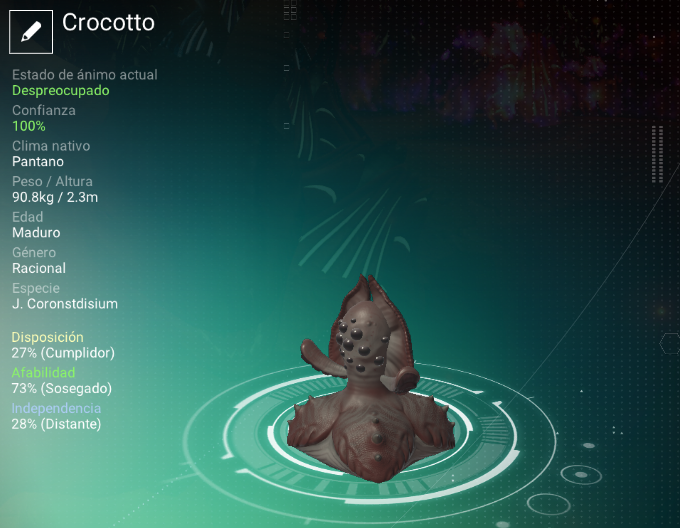 Crocotto
Estado de ánimo actual
Despreocupado
Confianza
100%
Clima nativo
Pantano
Peso / Altura
90.8kg / 2.3m
Edad
Maduro
Género
Racional
Especie
J. Coronstdisium
Disposición
27% (Cumplidor)
Afabilidad
73% (Sosegado)
Independencia
28% (Distante)